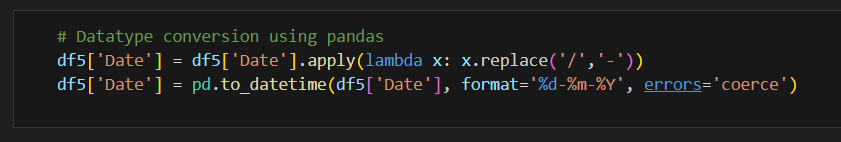 # Datatype conversion using pandas
df5['Date'] = df5['Date'].apply(lambda x: x.replace('/','-'))
df5['Date'] = pd.to_datetime(df5['Date'], format='%d-%m-%Y', errors='coerce')